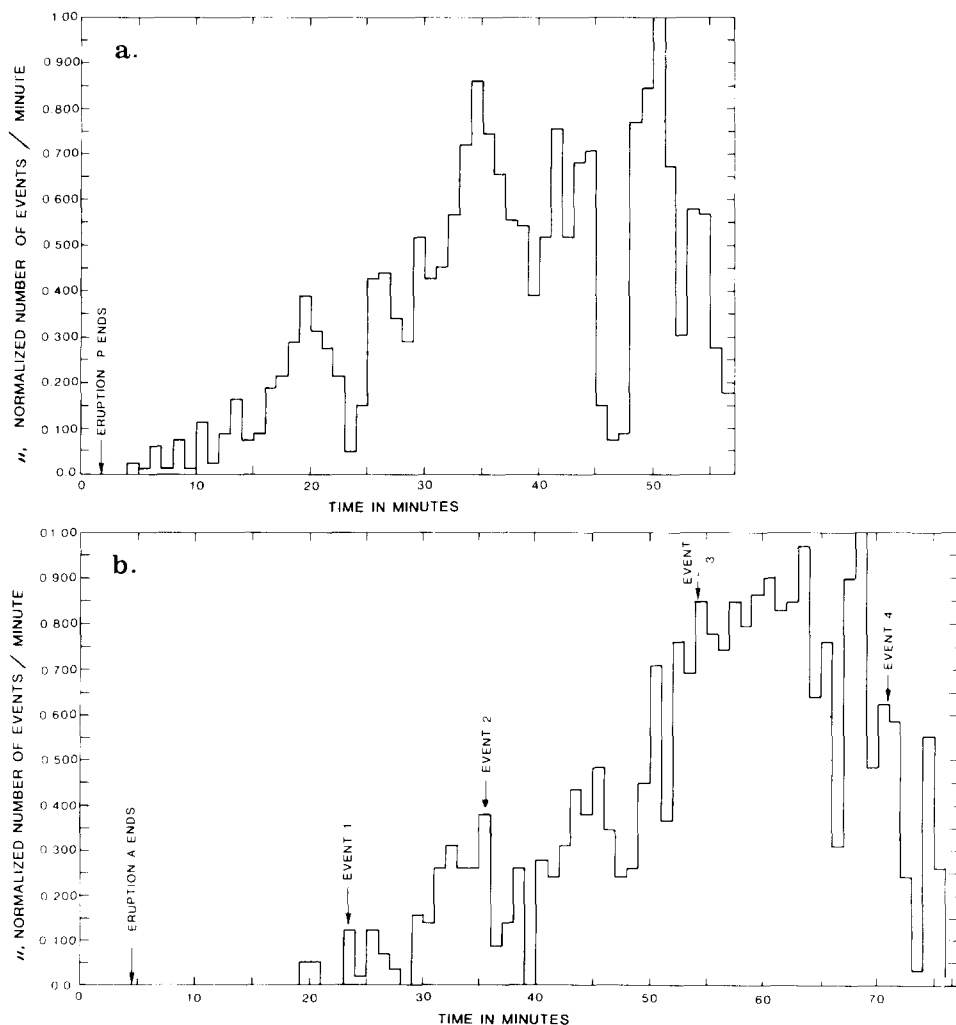 a.
1.00
0.900
0.800
0.700
0.600
0.500
0.400
0.300
0.200
0.100
0.0
NORMALIZED NUMBER OF EVENTS / MINUTE
ERUPTION P ENDS
0 10 20 30 40 50
TIME IN MINUTES
b.
0 1.00
0.900
0.800
0.700
0.600
0.500
0.400
0.300
0.200
0.100
0.0
NORMALIZED NUMBER OF EVENTS / MINUTE
ERUPTION A ENDS
EVENT 1
EVENT 2
EVENT 3
EVENT 4
0 10 20 30 40 50 60 70
TIME IN MINUTES